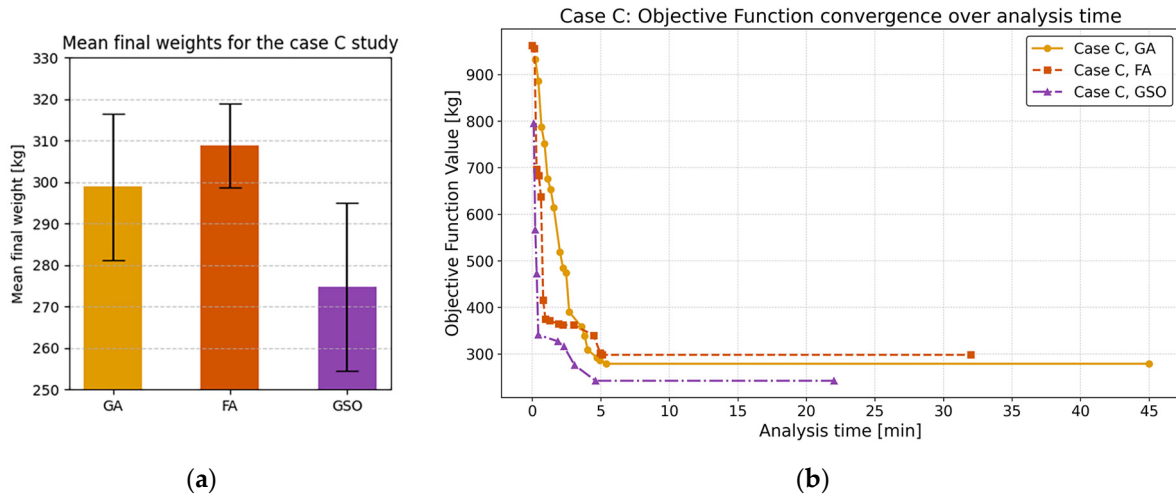 Mean final weights for the case C study
Mean final weight [kg]
330
320
310
300
290
280
270
260
250
GA
FA
GSO
(a)
Case C: Objective Function convergence over analysis time
Objective Function Value [kg]
900
800
700
600
500
400
300
Case C, GA
Case C, FA
Case C, GSO
0
5
10
15
20
25
30
35
40
45
Analysis time [min]
(b)